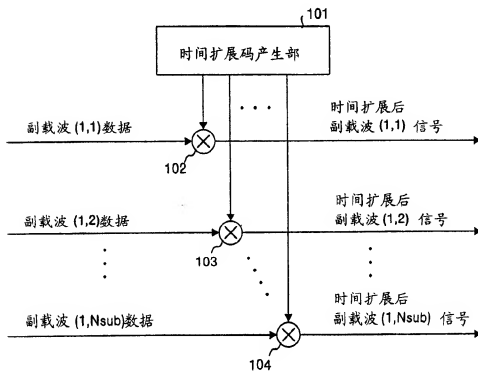 101
时间扩展码产生部
副载波 (1,1)数据
时间扩展后
副载波 (1,1) 信号
102
副载波 (1,2)数据
时间扩展后
副载波 (1,2) 信号
103
副载波 (1,Nsub)数据
时间扩展后
副载波 (1,Nsub) 信号
104